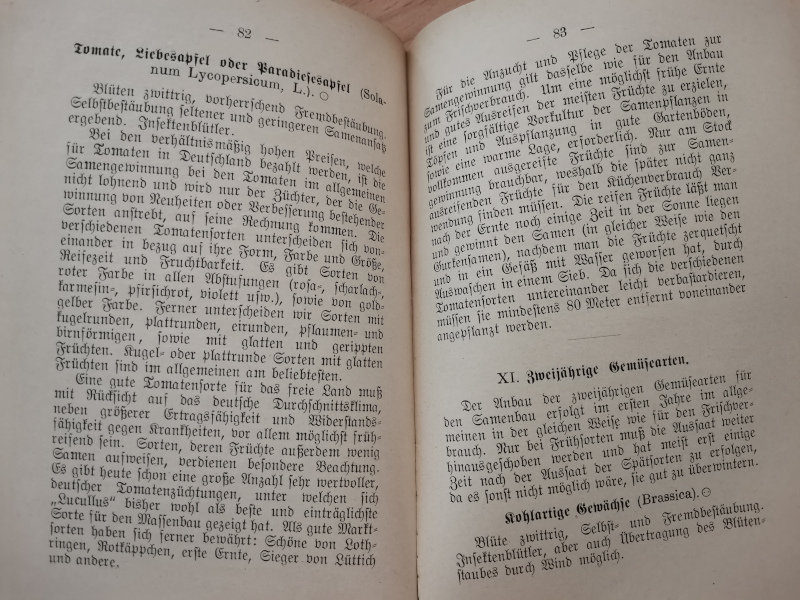 — 82 —
Tomate, Liebesapfel oder Paradiesesapfel (Sola-
num Lycopersicum, L.). ☉
Blüten zwittrig, vorherrschend Fremdbestäubung.
Selbstbestäubung seltener und geringeren Samenansatz
ergebend. Insektenblütler.
Bei den verhältnismäßig hohen Preisen, welche
für Tomaten in Deutschland bezahlt werden, ist die
Samengewinnung bei den Tomaten im allgemeinen
nicht lohnend und wird nur der Züchter, der die Ge-
winnung von Neuheiten oder Verbesserung bestehender
Sorten anstrebt, auf seine Rechnung kommen. Die
verschiedenen Tomatensorten unterscheiden sich von-
einander in bezug auf ihre Form, Farbe und Größe,
Reifezeit und Fruchtbarkeit. Es gibt Sorten von
roter Farbe in allen Abstufungen (rosa-, scharlach-,
karmesin-, pfirsichrot, violett usw.), sowie von gold-
gelber Farbe. Ferner unterscheiden wir Sorten mit
kugelrunden, plattrunden, eirunden, pflaumen- und
birnförmigen, sowie mit glatten und gerippten
Früchten. Kugel- oder plattrunde Sorten mit glatten
Früchten sind im allgemeinen am beliebtesten.
Eine gute Tomatensorte für das freie Land muß
mit Rücksicht auf das deutsche Durchschnittsklima,
neben größerer Ertragsfähigkeit und Widerstands-
fähigkeit gegen Krankheiten, vor allem möglichst früh-
reifend sein. Sorten, deren Früchte außerdem wenig
Samen aufweisen, verdienen besondere Beachtung.
Es gibt heute schon eine große Anzahl sehr wertvoller,
deutscher Tomatenzüchtungen, unter welchen sich
„Lucullus“ bisher wohl als beste und einträglichste
Sorte für den Massenbau gezeigt hat. Als gute Markt-
sorten haben sich ferner bewährt: Schöne von Loth-
ringen, Rotkäppchen, erste Ernte, Sieger von Lüttich
und andere.
— 83 —
Für die Anzucht und Pflege der Tomaten zur
Samengewinnung gilt dasselbe wie für den Anbau
zum Frischverbrauch. Um eine möglichst frühe Ernte
und gutes Ausreifen der meisten Früchte zu erzielen,
ist eine sorgfältige Vorkultur der Samenpflanzen in
Töpfen und Auspflanzung in gute Gartenböden,
sowie eine warme Lage, erforderlich. Nur am Stock
vollkommen ausgereifte Früchte sind zur Samen-
gewinnung brauchbar, weshalb die später nicht ganz
ausreifenden Früchte für den Küchenverbrauch Ver-
wendung finden müssen. Die reifen Früchte läßt man
nach der Ernte noch einige Zeit in der Sonne liegen
und gewinnt den Samen (in gleicher Weise wie den
Gurkensamen), nachdem man die Früchte zerquetscht
und in ein Gefäß mit Wasser geworfen hat, durch
Auswaschen in einem Sieb. Da sich die verschiedenen
Tomatensorten untereinander leicht verbastardieren,
müssen sie mindestens 80 Meter entfernt voneinander
angepflanzt werden.
XI. Zweijährige Gemüsearten.
Der Anbau der zweijährigen Gemüsearten für
den Samenbau erfolgt im ersten Jahre im allge-
meinen in der gleichen Weise wie für den Frischver-
brauch. Nur bei Frühsorten muß die Aussaat weiter
hinausgeschoben werden und hat meist erst einige
Zeit nach der Aussaat der Spätsorten zu erfolgen,
da es sonst nicht möglich wäre, sie gut zu überwintern.
Kohlartige Gewächse (Brassica). ☉
Blüte zwittrig, Selbst- und Fremdbestäubung.
Insektenblütler, aber auch Übertragung des Blüten-
staubes durch Wind möglich.